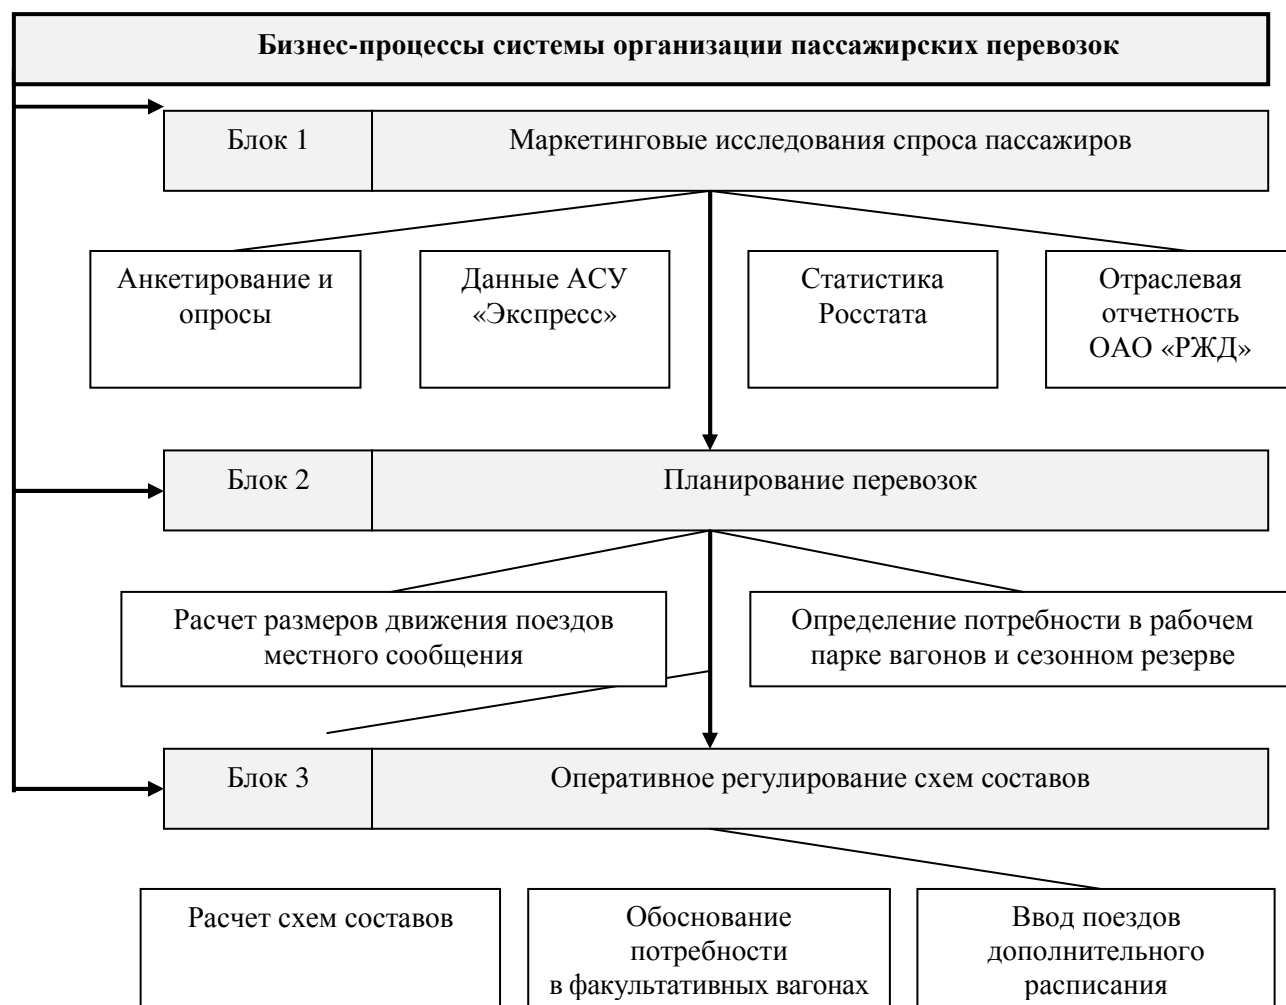 Бизнес-процессы системы организации пассажирских перевозок
Блок 1
Маркетинговые исследования спроса пассажиров
Анкетирование и
опросы
Данные АСУ
«Экспресс»
Статистика
Росстата
Отраслевая
отчетность
ОАО «РЖД»
Блок 2
Планирование перевозок
Расчет размеров движения поездов
местного сообщения
Определение потребности в рабочем
парке вагонов и сезонном резерве
Блок 3
Оперативное регулирование схем составов
Расчет схем составов
Обоснование
потребности
в факультативных вагонах
Ввод поездов
дополнительного
расписания